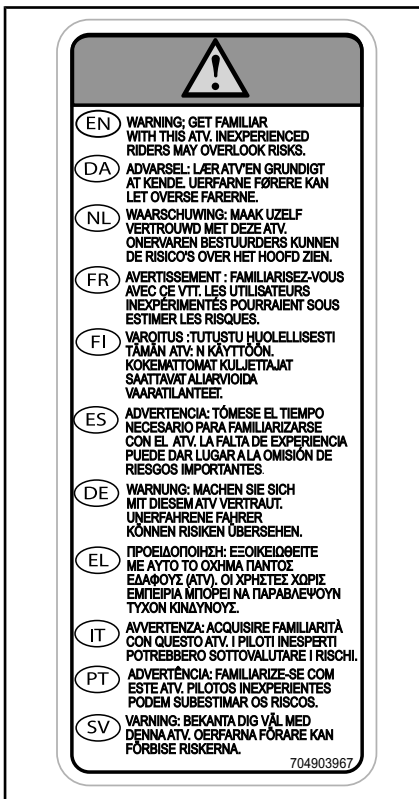 EN WARNING; GET FAMILIAR
WITH THIS ATV. INEXPERIENCED
RIDERS MAY OVERLOOK RISKS.
DA ADVARSEL: LÆR ATV'EN GRUNDIGT
AT KENDE. UERFARNE FØRERE KAN
LET OVERSE FARERNE.
NL WAARSCHUWING: MAAK UZELF
VERTROUWD MET DEZE ATV.
ONERVAREN BESTUURDERS KUNNEN
DE RISICO'S OVER HET HOOFD ZIEN.
FR AVERTISSEMENT : FAMILIARISEZ-VOUS
AVEC CE VTT. LES UTILISATEURS
INEXPÉRIMENTÉS POURRAIENT SOUS
ESTIMER LES RISQUES.
FI VAROITUS :TUTUSTU HUOLELLISESTI
TÄMÄN ATV: N KÄYTTÖÖN.
KOKEMATTOMAT KULJETTAJAT
SAATTAVAT ALIARVIOIDA
VAARATILANTEET.
ES ADVERTENCIA: TÓMESE EL TIEMPO
NECESARIO PARA FAMILIARIZARSE
CON EL ATV. LA FALTA DE EXPERIENCIA
PUEDE DAR LUGAR A LA OMISIÓN DE
RIESGOS IMPORTANTES.
DE WARNUNG: MACHEN SIE SICH
MIT DIESEM ATV VERTRAUT.
UNERFAHRENE FAHRER
KÖNNEN RISIKEN ÜBERSEHEN.
EL ΠΡΟΕΙΔΟΠΟΙΗΣΗ: ΕΞΟΙΚΕΙΩΘΕΙΤΕ
ΜΕ ΑΥΤΟ ΤΟ ΟΧΗΜΑ ΠΑΝΤΟΣ
ΕΔΑΦΟΥΣ (ATV). ΟΙ ΧΡΗΣΤΕΣ ΧΩΡΙΣ
ΕΜΠΕΙΡΙΑ ΜΠΟΡΕΙ ΝΑ ΠΑΡΑΒΛΕΨΟΥΝ
ΤΥΧΟΝ ΚΙΝΔΥΝΟΥΣ.
IT AVVERTENZA: ACQUISIRE FAMILIARITÀ
CON QUESTO ATV. I PILOTI INESPERTI
POTREBBERO SOTTOVALUTARE I RISCHI.
PT ADVERTÊNCIA: FAMILIARIZE-SE COM
ESTE ATV. PILOTOS INEXPERIENTES
PODEM SUBESTIMAR OS RISCOS.
SV VARNING: BEKANTA DIG VÄL MED
DENNA ATV. OERFARNA FÖRARE KAN
FÖRBISE RISKERNA.
704903967